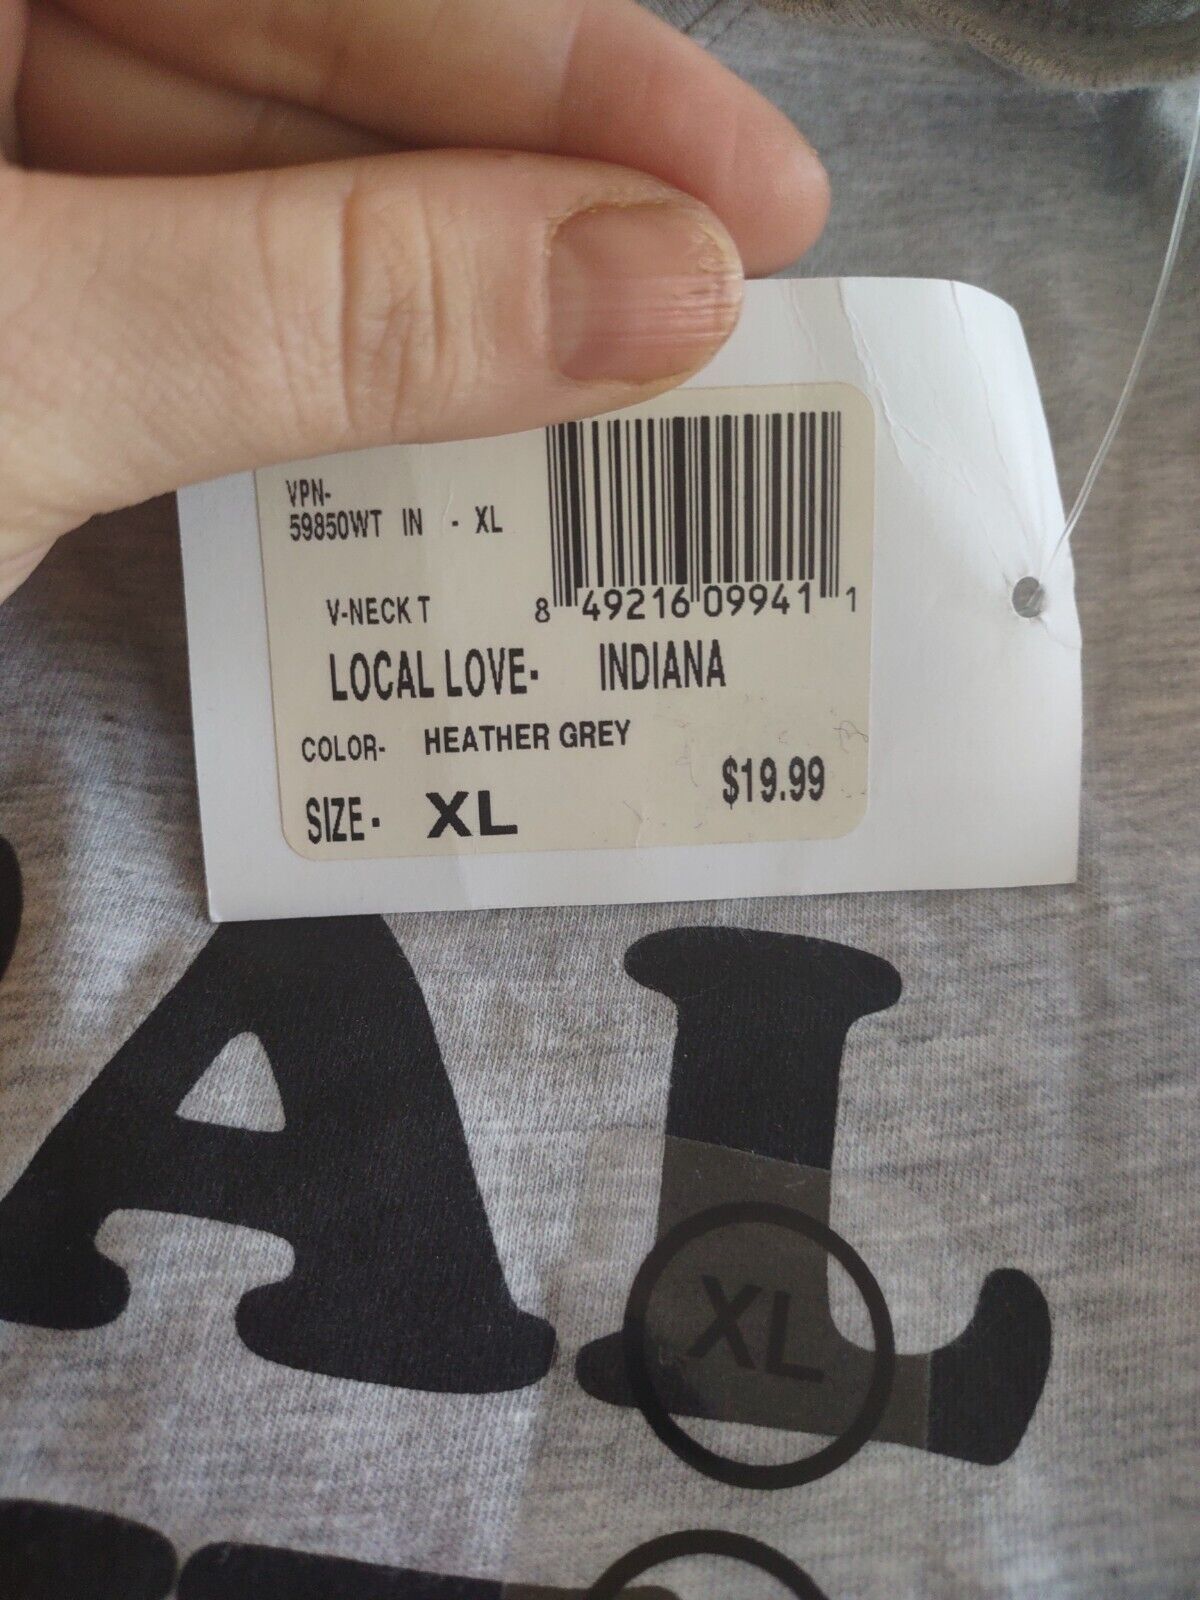 VPN-
59850WT IN - XL
V-NECK T
8 49216 09941 1
LOCAL LOVE- INDIANA
COLOR- HEATHER GREY
$19.99
SIZE- XL
AL
XL